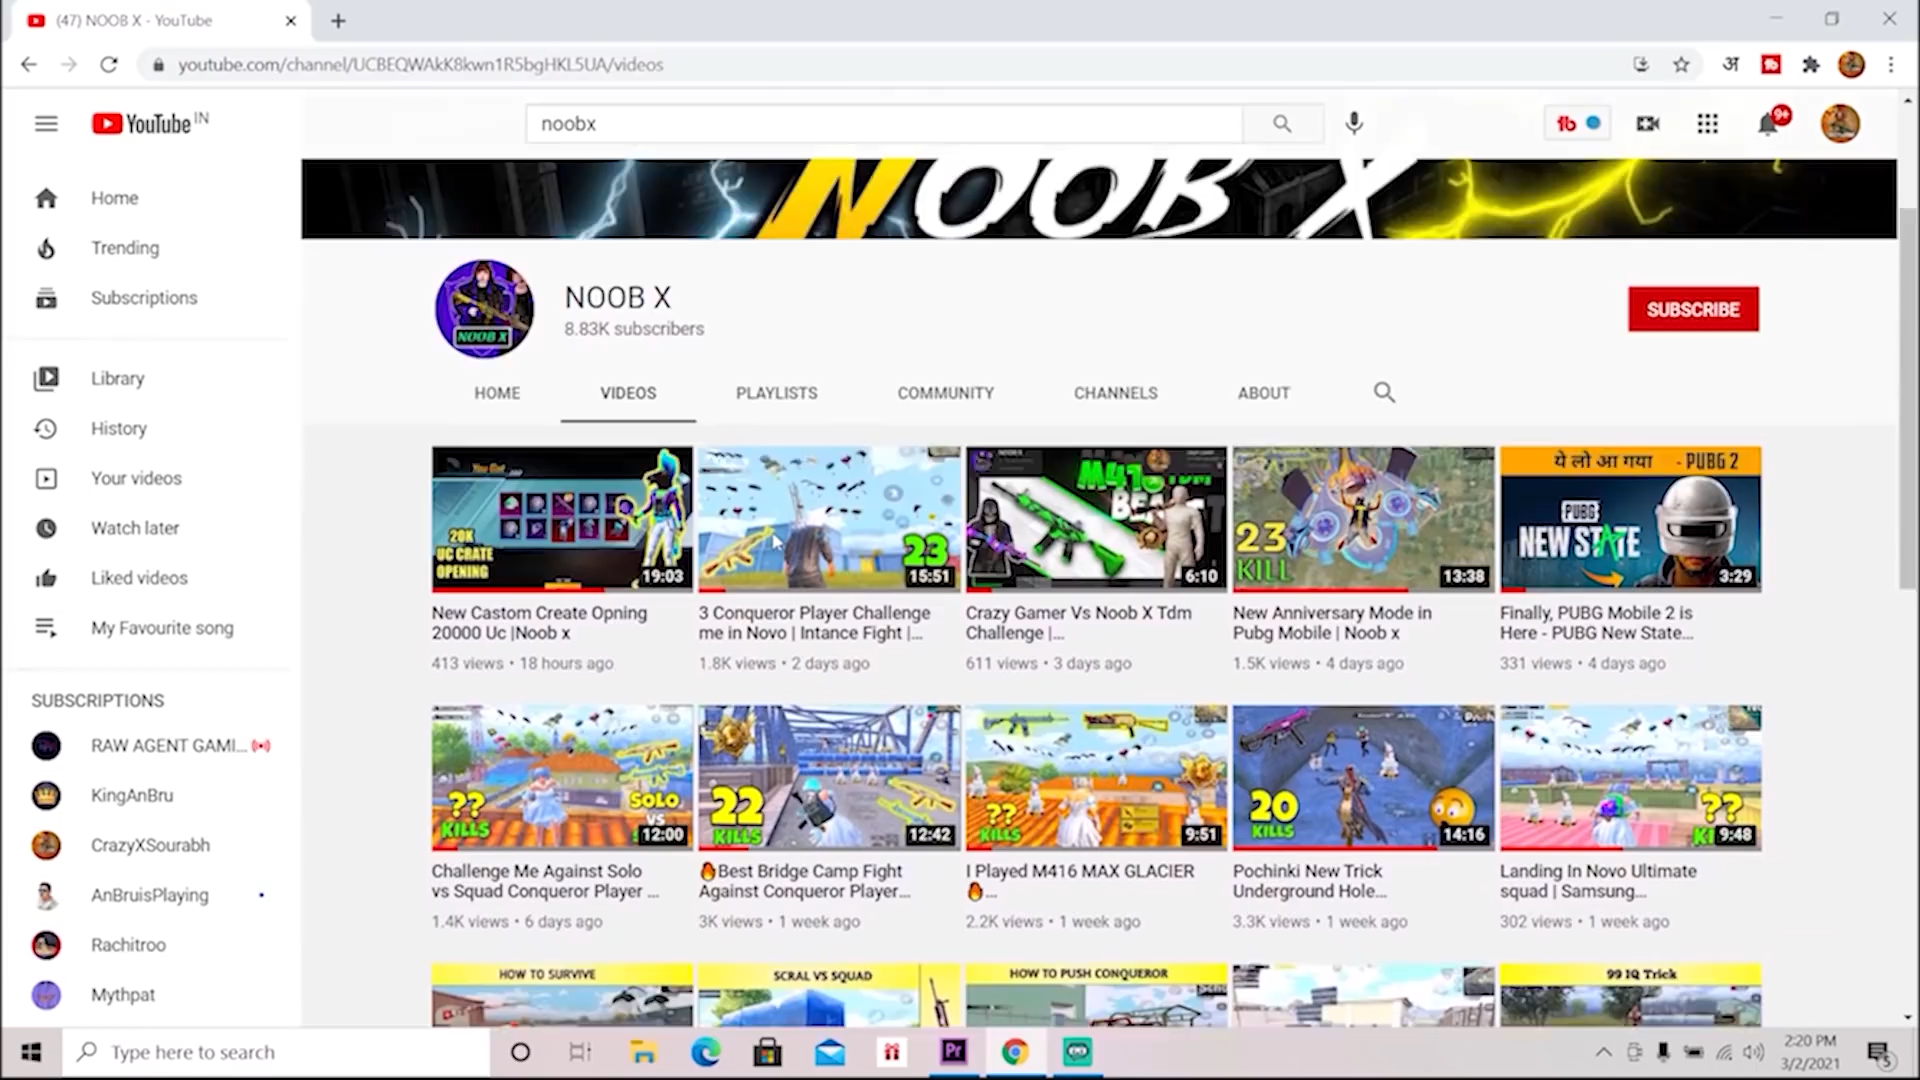 (47) NOOB X - YouTube
youtube.com/channel/UCBEQWAkK8kwn1R5bgHKL5UA/videos
अ
YouTube IN
noobx
9+
NOOB X
Home
Trending
Subscriptions
Library
History
Your videos
Watch later
Liked videos
My Favourite song
SUBSCRIPTIONS
RAW AGENT GAMI...
KingAnBru
CrazyXSourabh
AnBruisPlaying
Rachitroo
Mythpat
NOOB X
NOOB X
8.83K subscribers
SUBSCRIBE
HOME
VIDEOS
PLAYLISTS
COMMUNITY
CHANNELS
ABOUT
20K
UC CRATE
OPENING
19:03
New Castom Create Opning
20000 Uc |Noob x
413 views • 18 hours ago
23
15:51
3 Conqueror Player Challenge
me in Novo | Intance Fight |...
1.8K views • 2 days ago
M416 TDM
6:10
Crazy Gamer Vs Noob X Tdm
Challenge |...
611 views • 3 days ago
23
KILL
13:38
New Anniversary Mode in
Pubg Mobile | Noob x
1.5K views • 4 days ago
ये लो आ गया - PUBG 2
PUBG
NEW STATE
3:29
Finally, PUBG Mobile 2 is
Here - PUBG New State...
331 views • 4 days ago
??
KILLS
SOLO
VS
12:00
Challenge Me Against Solo
vs Squad Conqueror Player ...
1.4K views • 6 days ago
22
KILLS
12:42
🔥Best Bridge Camp Fight
Against Conqueror Player...
3K views • 1 week ago
??
KILLS
9:51
I Played M416 MAX GLACIER
🔥...
2.2K views • 1 week ago
20
KILLS
14:16
Pochinki New Trick
Underground Hole...
3.3K views • 1 week ago
??
9:48
Landing In Novo Ultimate
squad | Samsung...
302 views • 1 week ago
HOW TO SURVIVE
SCRAL VS SQUAD
HOW TO PUSH CONQUEROR
99 IQ Trick
Type here to search
Pr
2:20 PM
3/2/2021
5